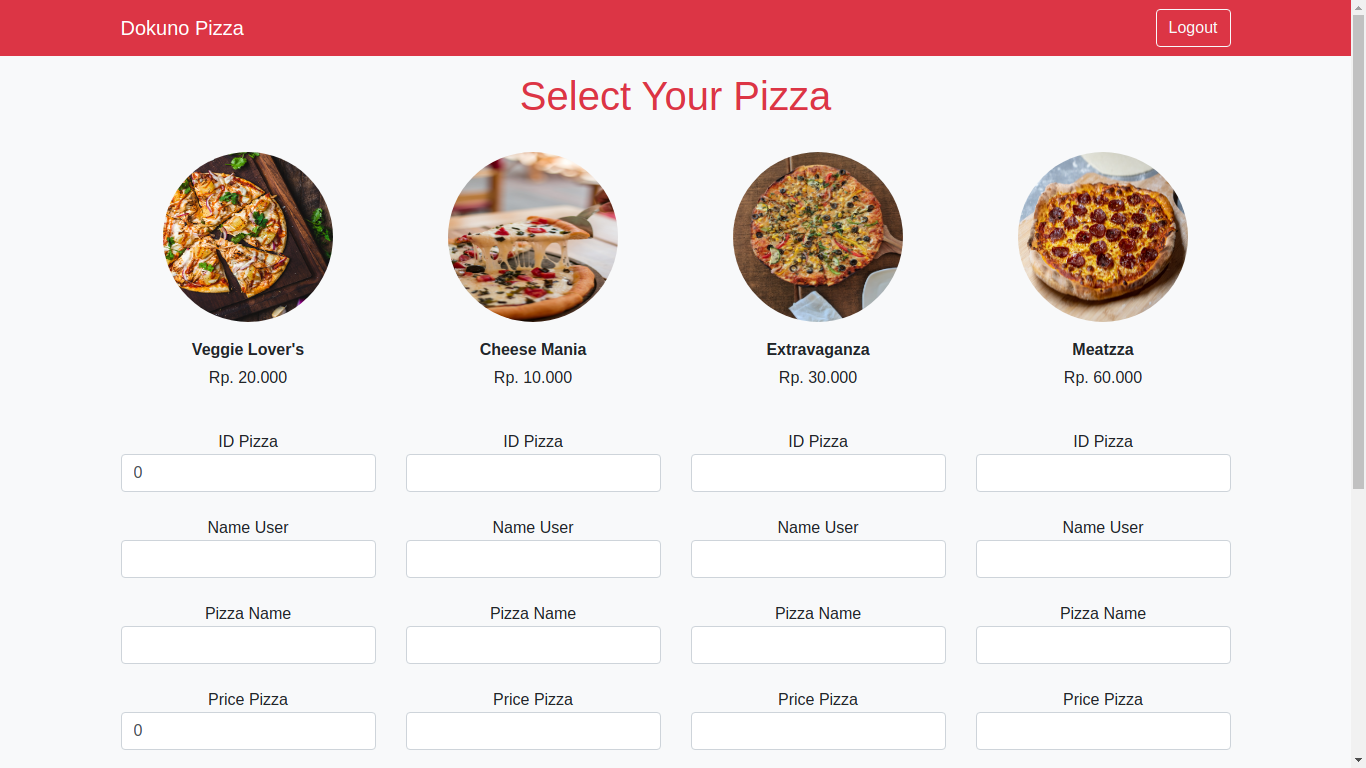 Dokuno Pizza
Logout
Select Your Pizza
Veggie Lover's
Rp. 20.000
Cheese Mania
Rp. 10.000
Extravaganza
Rp. 30.000
Meatzza
Rp. 60.000
ID Pizza
0
Name User
Pizza Name
Price Pizza
0
ID Pizza
Name User
Pizza Name
Price Pizza
ID Pizza
Name User
Pizza Name
Price Pizza
ID Pizza
Name User
Pizza Name
Price Pizza